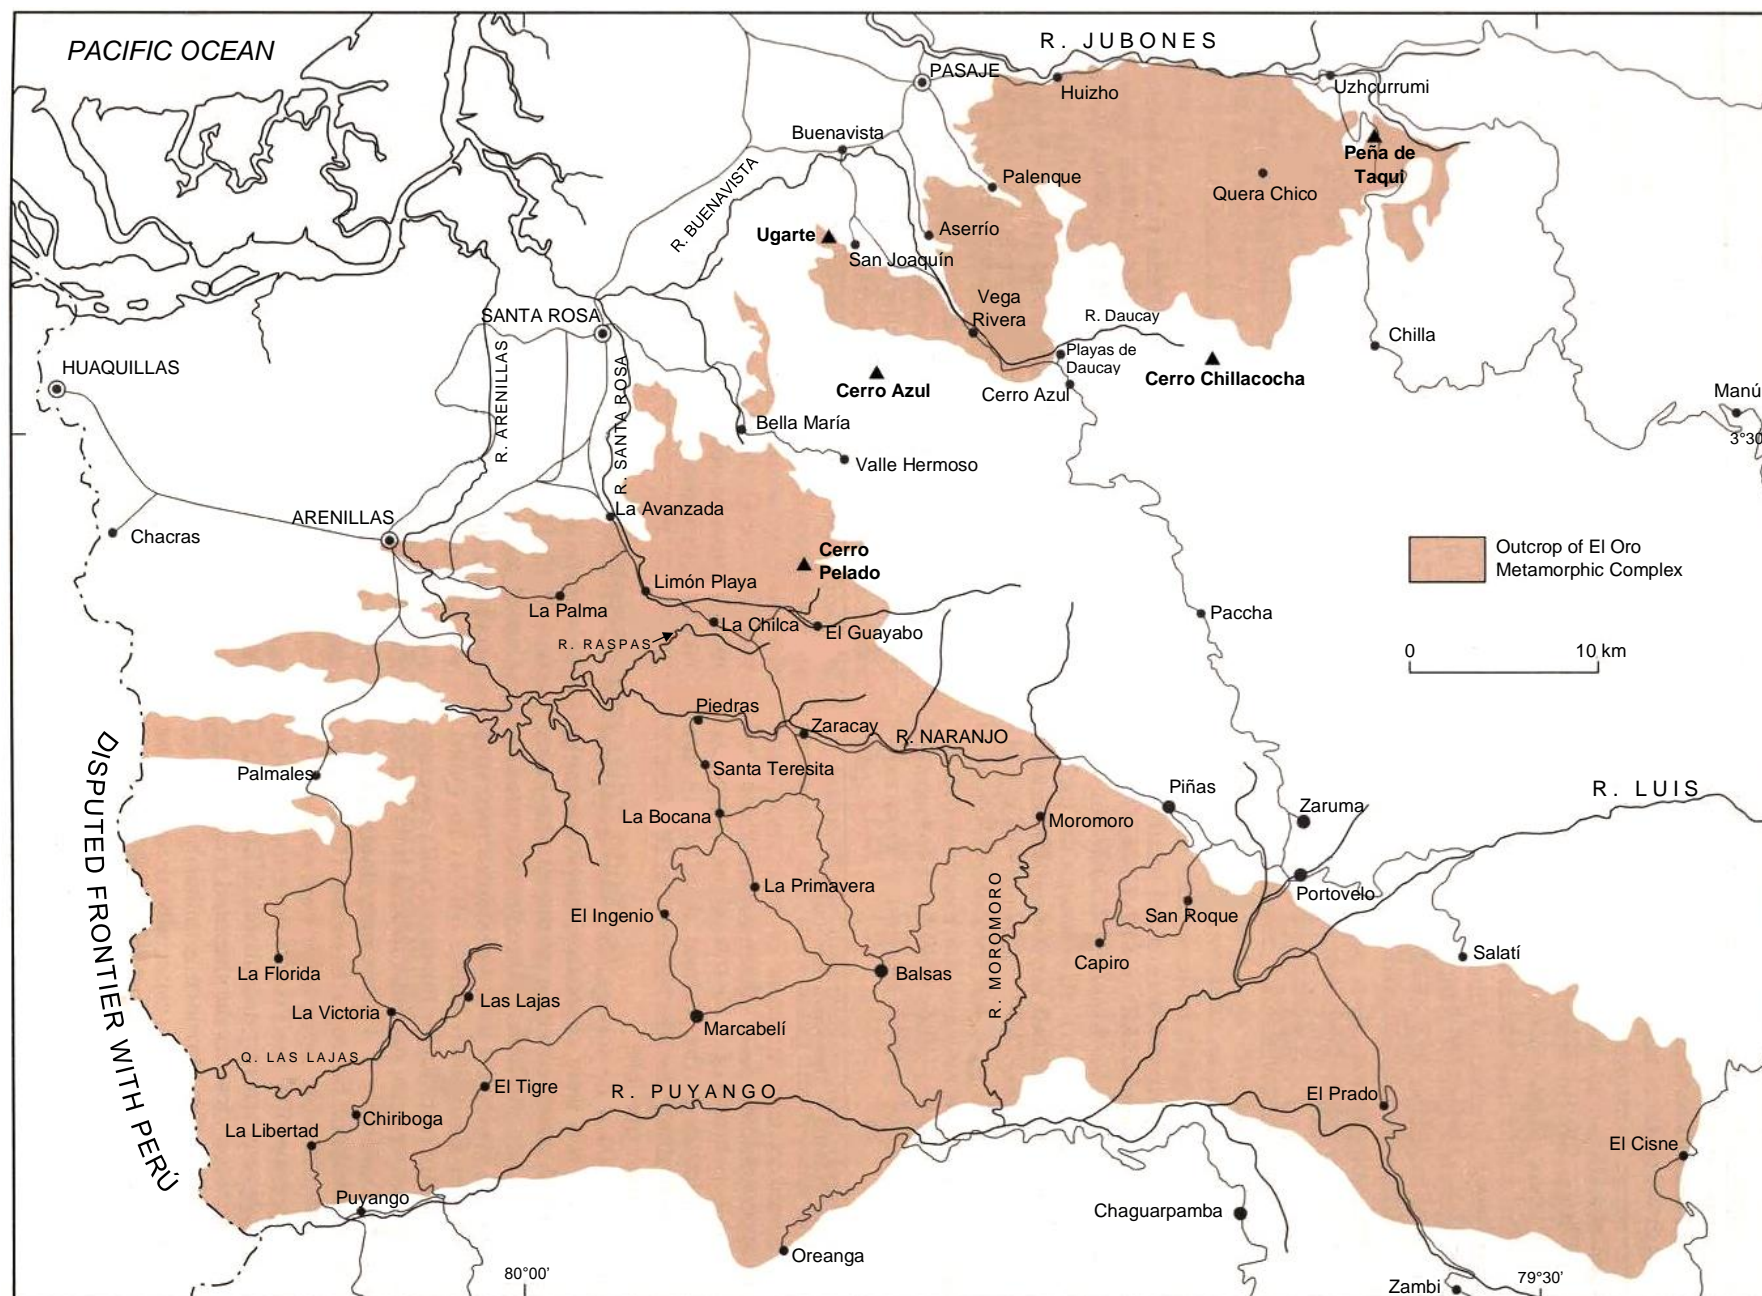 PACIFIC OCEAN
R. JUBONES
PASAJE
Huizho
Uzhcurrumi
Buenavista
Peña de
Taqui
Palenque
Quera Chico
R. BUENAVISTA
Ugarte
Aserrío
San Joaquín
Vega
Rivera
R. Daucay
SANTA ROSA
Chilla
Playas de
Daucay
HUAQUILLAS
R. ARENILLAS
R. SANTA ROSA
Cerro Azul
Cerro Azul
Cerro Chillacocha
Manú
Bella María
3°30
Valle Hermoso
La Avanzada
ARENILLAS
Chacras
Cerro
Pelado
Outcrop of El Oro
Metamorphic Complex
Limón Playa
La Palma
La Chilca
El Guayabo
Paccha
R. RASPAS
0 10 km
Piedras
Zaracay
R. NARANJO
DISPUTED FRONTIER WITH PERÚ
Palmales
Santa Teresita
Piñas
R. LUIS
Zaruma
La Bocana
Moromoro
La Primavera
Portovelo
El Ingenio
San Roque
R. MOROMORO
Salatí
La Florida
Balsas
Capiro
Las Lajas
La Victoria
Marcabelí
Q. LAS LAJAS
El Tigre
R. PUYANGO
El Prado
Chiriboga
La Libertad
El Cisne
Puyango
Chaguarpamba
Oreanga
80°00'
79°30'
Zambi